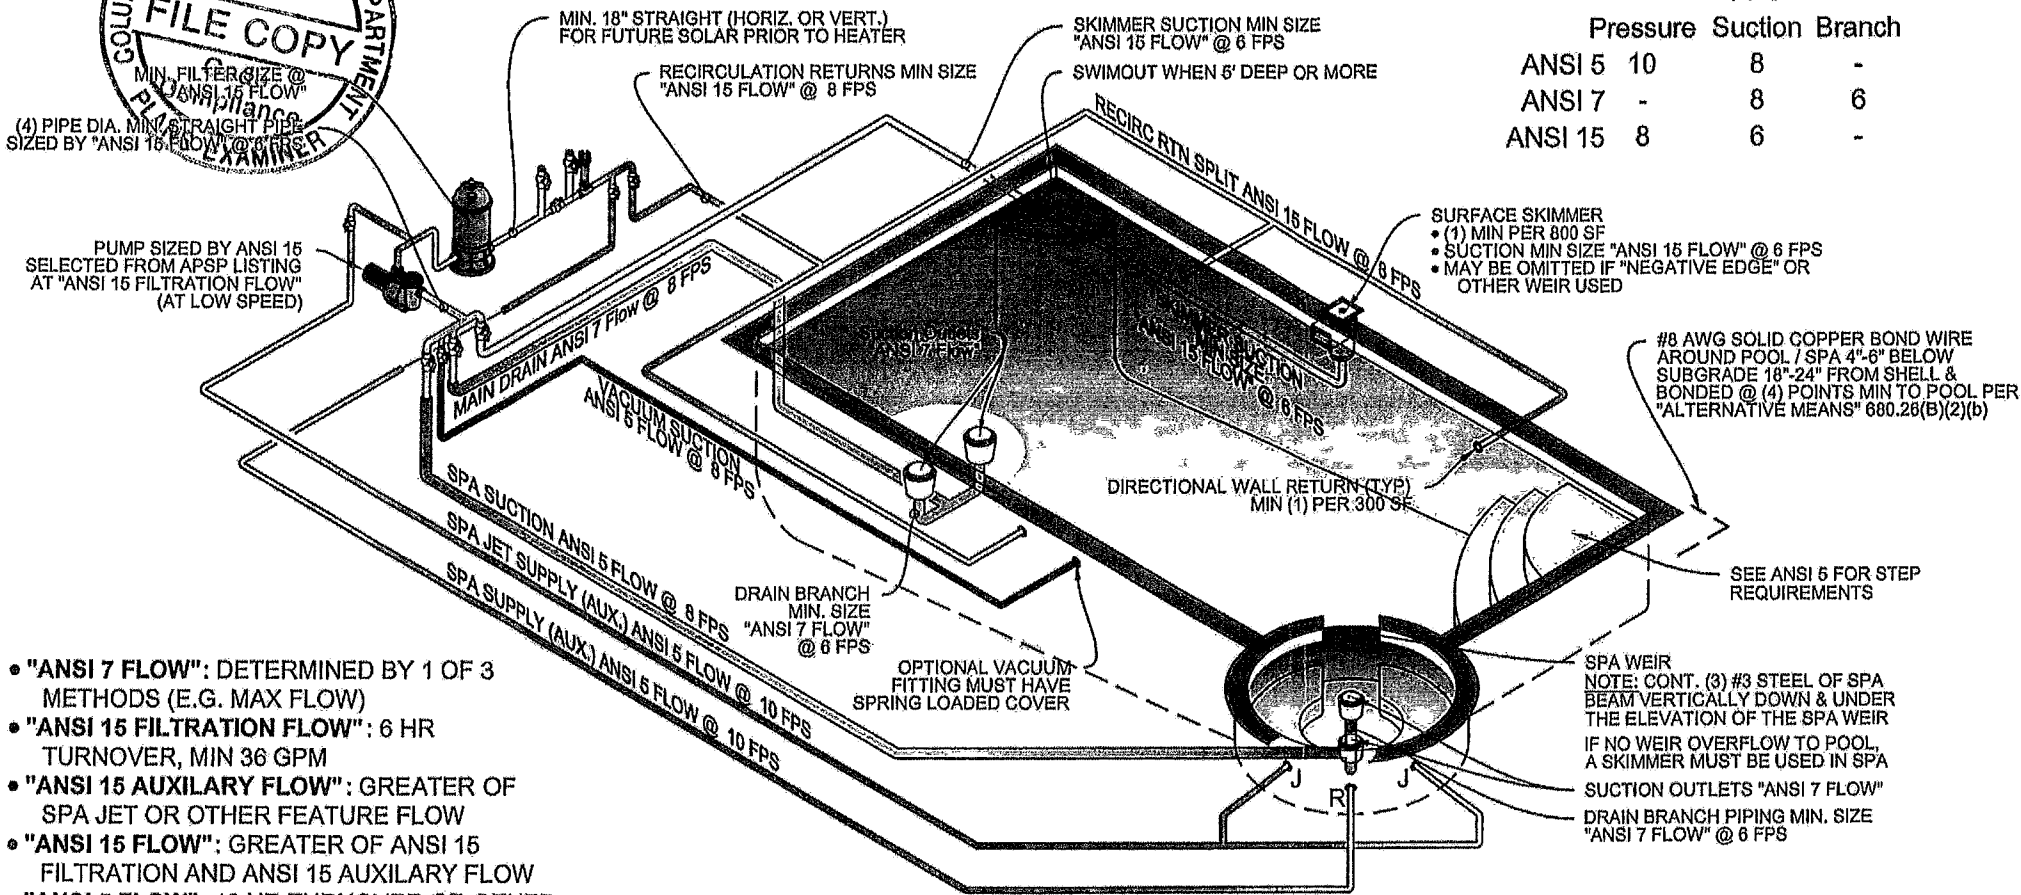 COLU
PARTMENT
FILE COPY
Compliance
EXAMINER
MIN. FILTER SIZE @
"ANSI 15 FLOW"
(4) PIPE DIA. MIN. STRAIGHT PIPE
SIZED BY "ANSI 15 FLOW" @ 6 FPS
MIN. 18" STRAIGHT (HORIZ. OR VERT.)
FOR FUTURE SOLAR PRIOR TO HEATER
RECIRCULATION RETURNS MIN SIZE
"ANSI 15 FLOW" @ 8 FPS
SKIMMER SUCTION MIN SIZE
"ANSI 15 FLOW" @ 6 FPS
SWIMOUT WHEN 5' DEEP OR MORE
Pressure Suction Branch
ANSI 5 10 8 -
ANSI 7 - 8 6
ANSI 15 8 6 -
PUMP SIZED BY ANSI 15
SELECTED FROM APSP LISTING
AT "ANSI 15 FILTRATION FLOW"
(AT LOW SPEED)
RECIRC RTN SPLIT ANSI 15 FLOW @ 8 FPS
SURFACE SKIMMER
• (1) MIN PER 800 SF
• SUCTION MIN SIZE "ANSI 15 FLOW" @ 6 FPS
• MAY BE OMITTED IF "NEGATIVE EDGE" OR
OTHER WEIR USED
#8 AWG SOLID COPPER BOND WIRE
AROUND POOL / SPA 4"-6" BELOW
SUBGRADE 18"-24" FROM SHELL &
BONDED @ (4) POINTS MIN TO POOL PER
"ALTERNATIVE MEANS" 680.26(B)(2)(b)
MAIN DRAIN ANSI 7 Flow @ 8 FPS
VACUUM SUCTION
ANSI 5 FLOW @ 8 FPS
Suction Outlets
"ANSI 7 Flow"
SKIMMER SUCTION
MIN SIZE
ANSI 15 FLOW" @ 6 FPS
DIRECTIONAL WALL RETURN (TYP)
MIN (1) PER 300 SF
SPA SUCTION ANSI 5 FLOW @ 8 FPS
SPA JET SUPPLY (AUX.) ANSI 5 FLOW @ 10 FPS
SPA SUPPLY (AUX.) ANSI 5 FLOW @ 10 FPS
DRAIN BRANCH
MIN. SIZE
"ANSI 7 FLOW"
@ 6 FPS
OPTIONAL VACUUM
FITTING MUST HAVE
SPRING LOADED COVER
SEE ANSI 5 FOR STEP
REQUIREMENTS
SPA WEIR
NOTE: CONT. (3) #3 STEEL OF SPA
BEAM VERTICALLY DOWN & UNDER
THE ELEVATION OF THE SPA WEIR
IF NO WEIR OVERFLOW TO POOL,
A SKIMMER MUST BE USED IN SPA
SUCTION OUTLETS "ANSI 7 FLOW"
DRAIN BRANCH PIPING MIN. SIZE
"ANSI 7 FLOW" @ 6 FPS
J
J
R
• "ANSI 7 FLOW": DETERMINED BY 1 OF 3
METHODS (E.G. MAX FLOW)
• "ANSI 15 FILTRATION FLOW": 6 HR
TURNOVER, MIN 36 GPM
• "ANSI 15 AUXILARY FLOW": GREATER OF
SPA JET OR OTHER FEATURE FLOW
• "ANSI 15 FLOW": GREATER OF ANSI 15
FILTRATION AND ANSI 15 AUXILARY FLOW